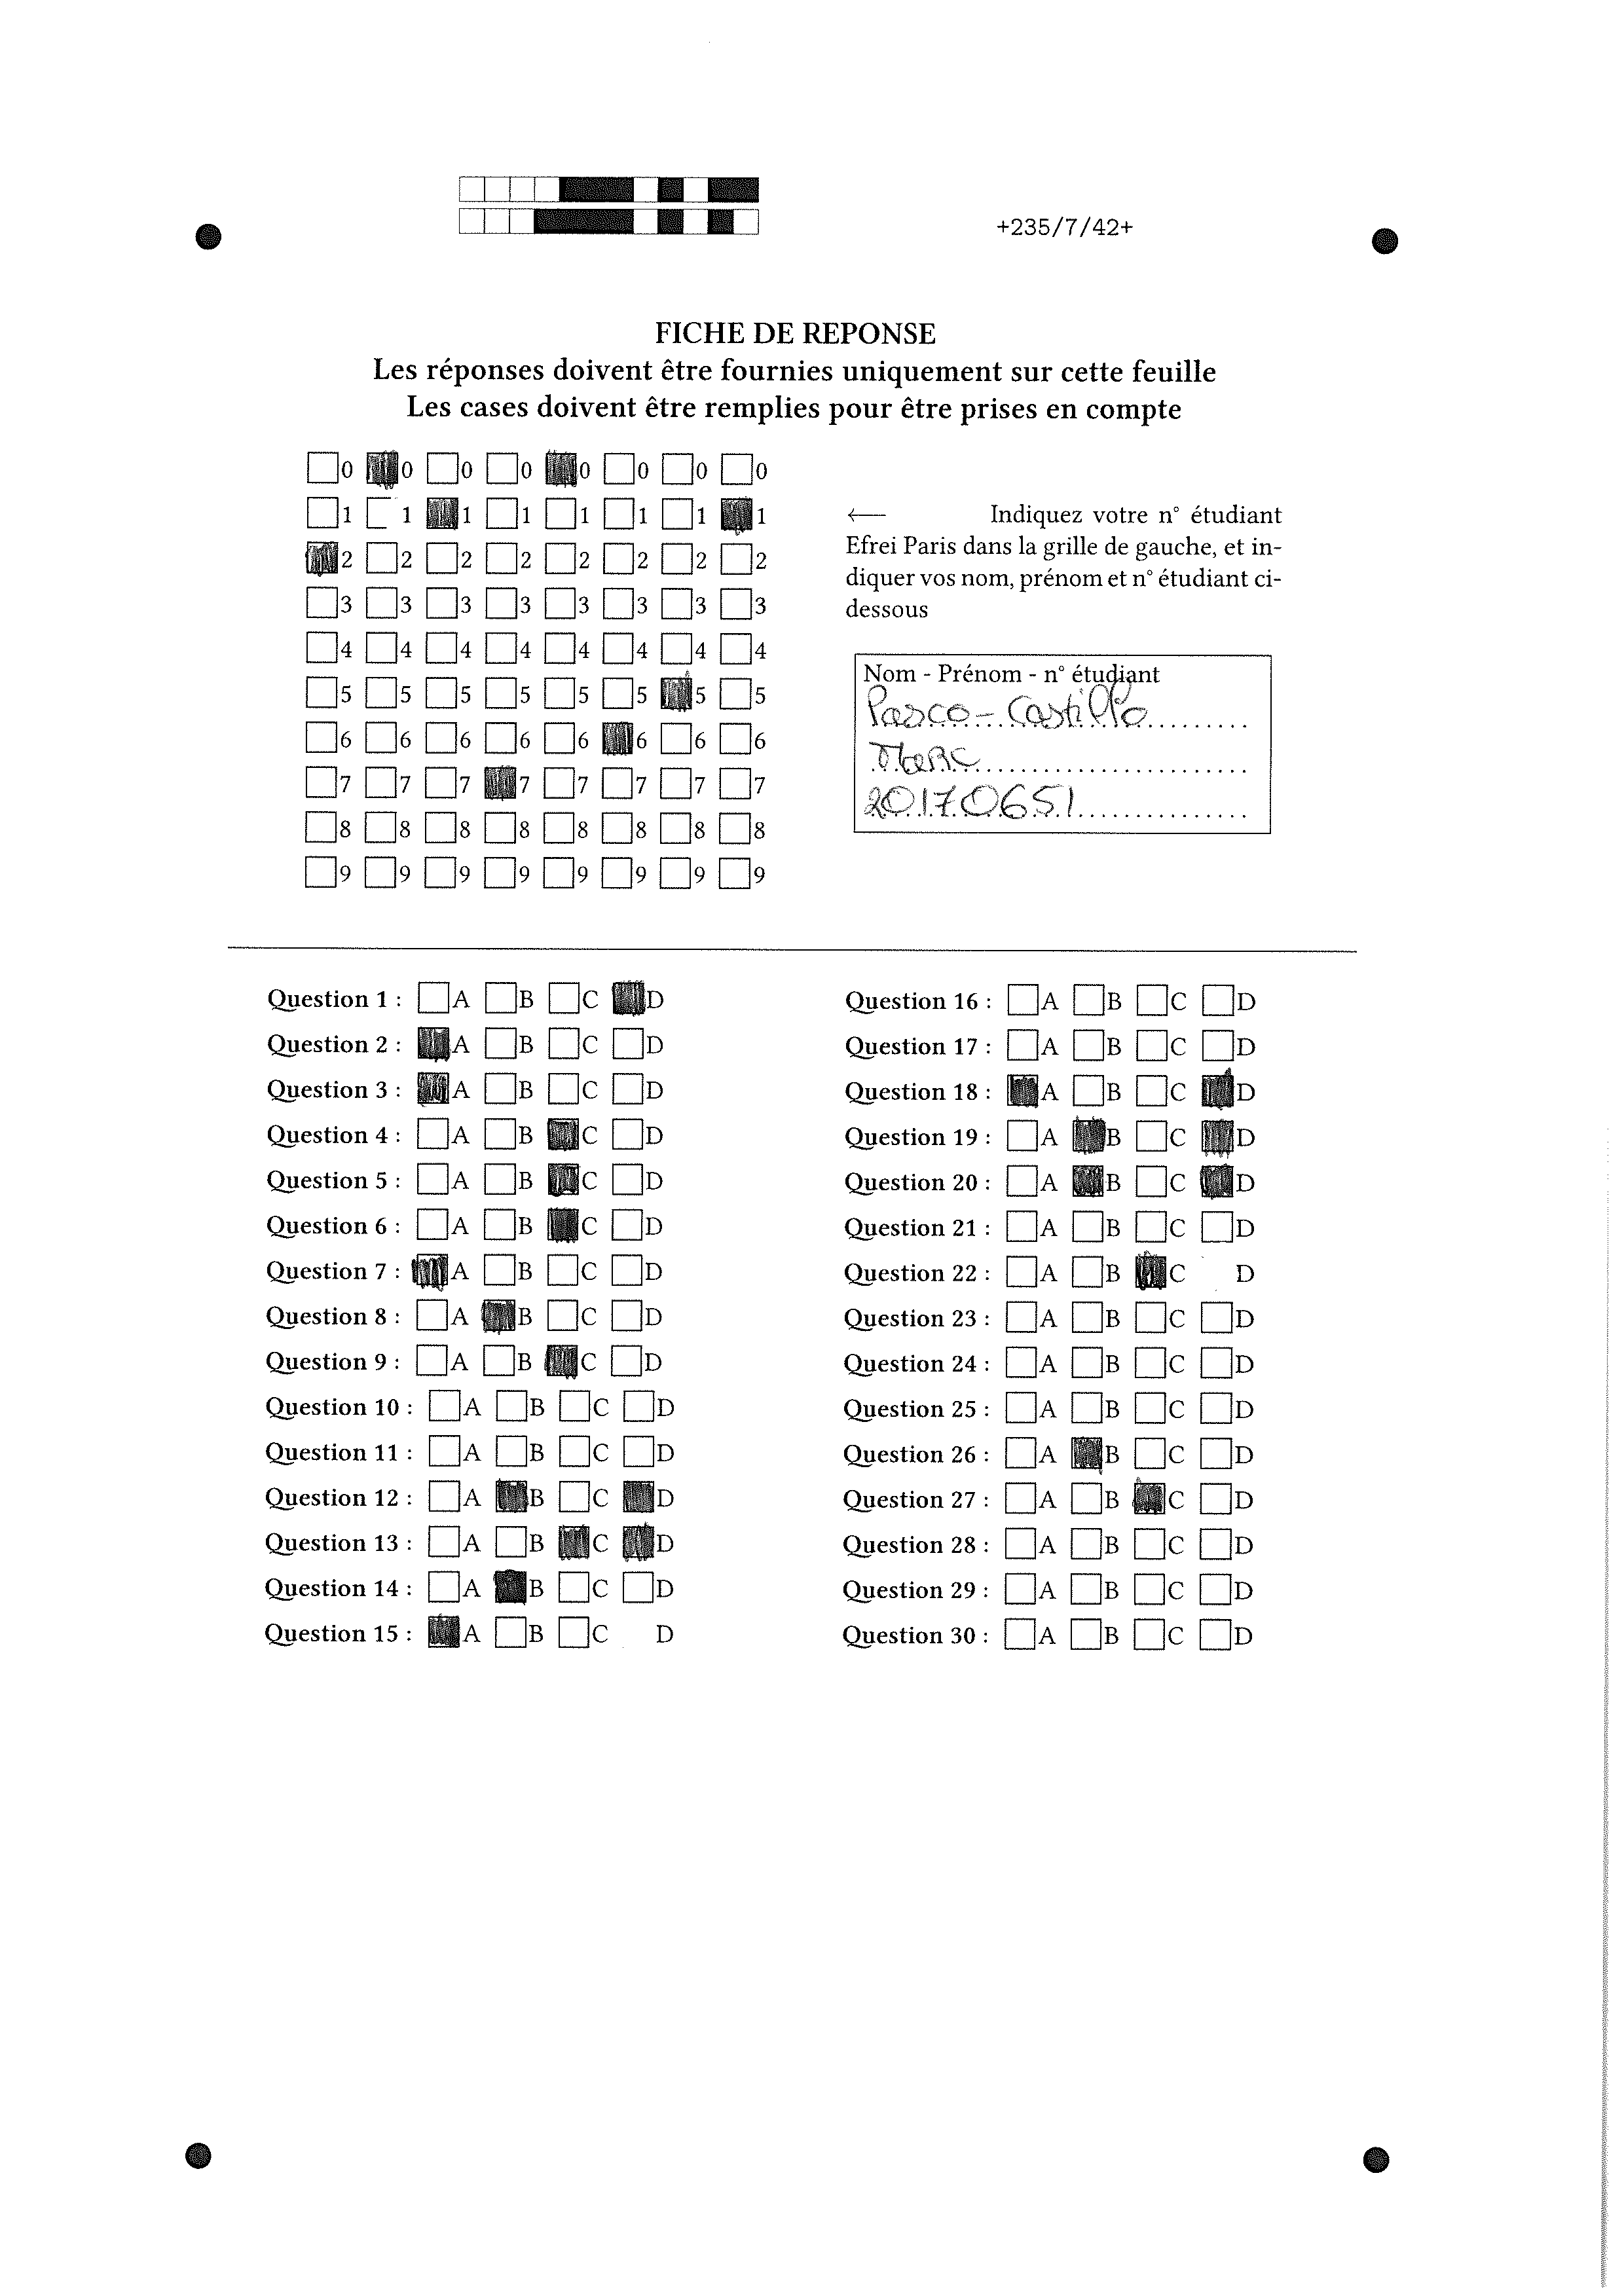 +235/7/42+
FICHE DE REPONSE
Les réponses doivent être fournies uniquement sur cette feuille
Les cases doivent être remplies pour être prises en compte
0 0 0 0 0 0 0 0
1 1 1 1 1 1 1 1
2 2 2 2 2 2 2 2
3 3 3 3 3 3 3 3
4 4 4 4 4 4 4 4
5 5 5 5 5 5 5 5
6 6 6 6 6 6 6 6
7 7 7 7 7 7 7 7
8 8 8 8 8 8 8 8
9 9 9 9 9 9 9 9
← Indiquez votre n° étudiant
Efrei Paris dans la grille de gauche, et in-
diquer vos nom, prénom et n° étudiant ci-
dessous
Nom - Prénom - n° étudiant
Pasco-Castillo
Marc
20170651
Question 1 : A B C D
Question 2 : A B C D
Question 3 : A B C D
Question 4 : A B C D
Question 5 : A B C D
Question 6 : A B C D
Question 7 : A B C D
Question 8 : A B C D
Question 9 : A B C D
Question 10 : A B C D
Question 11 : A B C D
Question 12 : A B C D
Question 13 : A B C D
Question 14 : A B C D
Question 15 : A B C D
Question 16 : A B C D
Question 17 : A B C D
Question 18 : A B C D
Question 19 : A B C D
Question 20 : A B C D
Question 21 : A B C D
Question 22 : A B C D
Question 23 : A B C D
Question 24 : A B C D
Question 25 : A B C D
Question 26 : A B C D
Question 27 : A B C D
Question 28 : A B C D
Question 29 : A B C D
Question 30 : A B C D